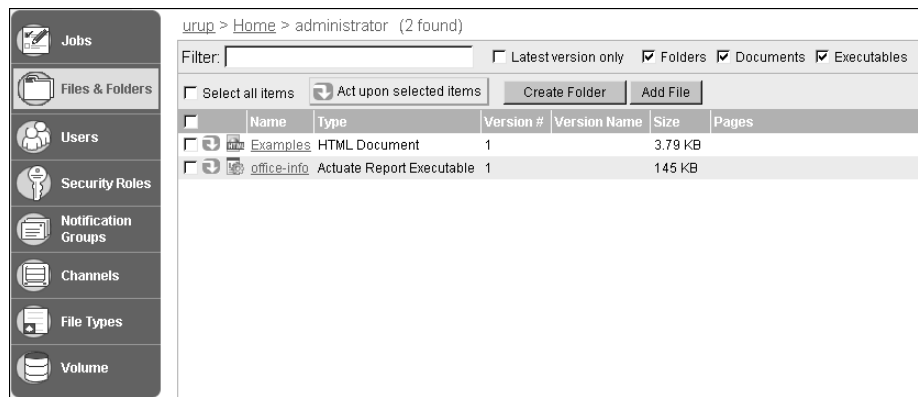 Jobs
Files & Folders
Users
Security Roles
Notification
Groups
Channels
File Types
Volume
urup > Home > administrator (2 found)
Filter: Latest version only Folders Documents Executables
Select all items Act upon selected items Create Folder Add File
Name Type Version # Version Name Size Pages
Examples HTML Document 1 3.79 KB
office-info Actuate Report Executable 1 145 KB